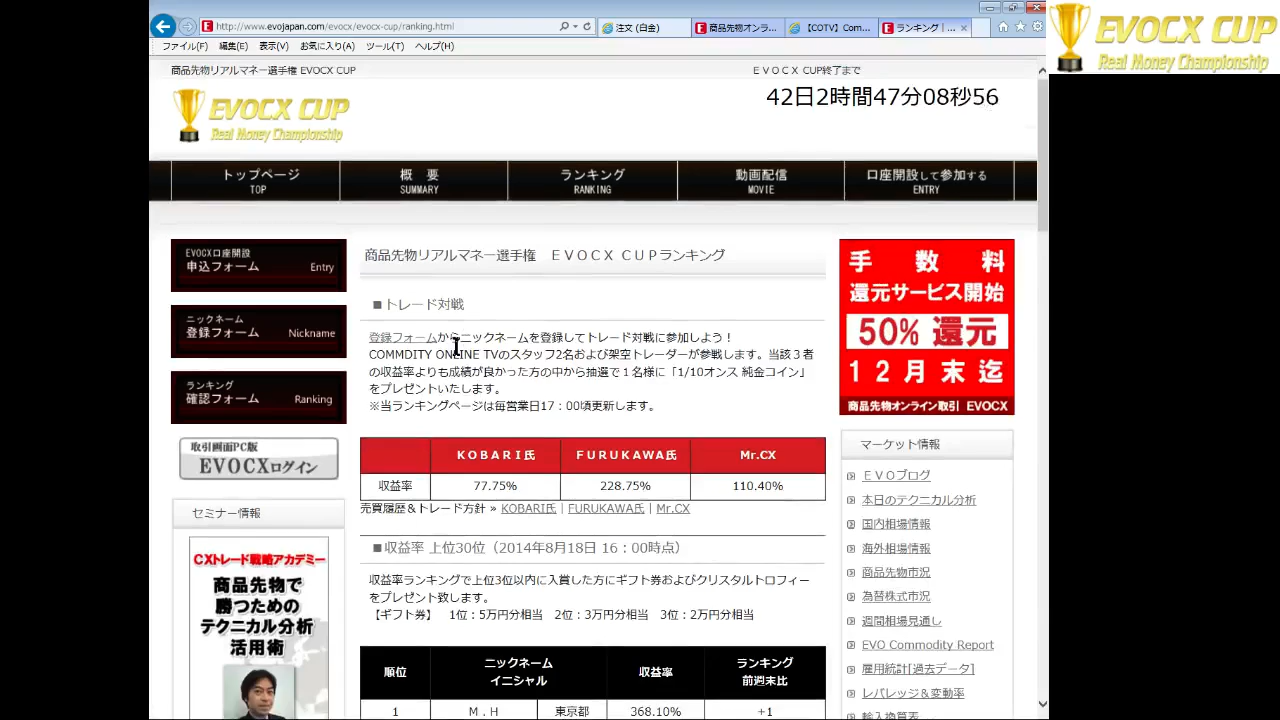 http://www.evojapan.com/evocx/evocx-cup/ranking.html
注文 (白金)
商品先物オンラ...
【COTV】Com...
ランキング | ...
ファイル(F) 編集(E) 表示(V) お気に入り(A) ツール(T) ヘルプ(H)
EVOCX CUP
Real Money Championship
商品先物リアルマネー選手権 EVOCX CUP
ＥＶＯＣＸ CUP終了まで
42日2時間47分08秒56
EVOCX CUP
Real Money Championship
トップページ 概　要 ランキング 動画配信 口座開設して参加する
TOP SUMMARY RANKING MOVIE ENTRY
EVOCX口座開設
申込フォーム Entry
ニックネーム
登録フォーム Nickname
ランキング
確認フォーム Ranking
取引画面PC版
EVOCXログイン
セミナー情報
CXトレード戦略アカデミー
商品先物で
勝つための
テクニカル分析
活用術
商品先物リアルマネー選手権　ＥＶＯＣＸ ＣＵＰランキング
■トレード対戦
登録フォームからニックネームを登録してトレード対戦に参加しよう！
COMMDITY ONLINE TVのスタッフ2名および架空トレーダーが参戦します。当該３者
の収益率よりも成績が良かった方の中から抽選で１名様に「1/10オンス 純金コイン」
をプレゼントいたします。
※当ランキングページは毎営業日17：00頃更新します。
ＫＯＢＡＲＩ氏 ＦＵＲＵＫＡＷＡ氏 Mr.CX
収益率 77.75% 228.75% 110.40%
売買履歴＆トレード方針 » KOBARI氏 | FURUKAWA氏 | Mr.CX
■収益率 上位30位（2014年8月18日 16：00時点）
収益率ランキングで上位3位以内に入賞した方にギフト券およびクリスタルトロフィー
をプレゼント致します。
【ギフト券】　1位：5万円分相当　2位：3万円分相当　3位：2万円分相当
順位 ニックネーム イニシャル 収益率 ランキング 前週末比
1 Ｍ．Ｈ 東京都 368.10% +1
手　数　料
還元サービス開始
50% 還元
１２月末迄
商品先物オンライン取引 EVOCX
マーケット情報
ＥＶＯブログ
本日のテクニカル分析
国内相場情報
海外相場情報
商品先物市況
為替株式市況
週間相場見通し
EVO Commodity Report
雇用統計[過去データ]
レバレッジ＆変動率
輸入換算表